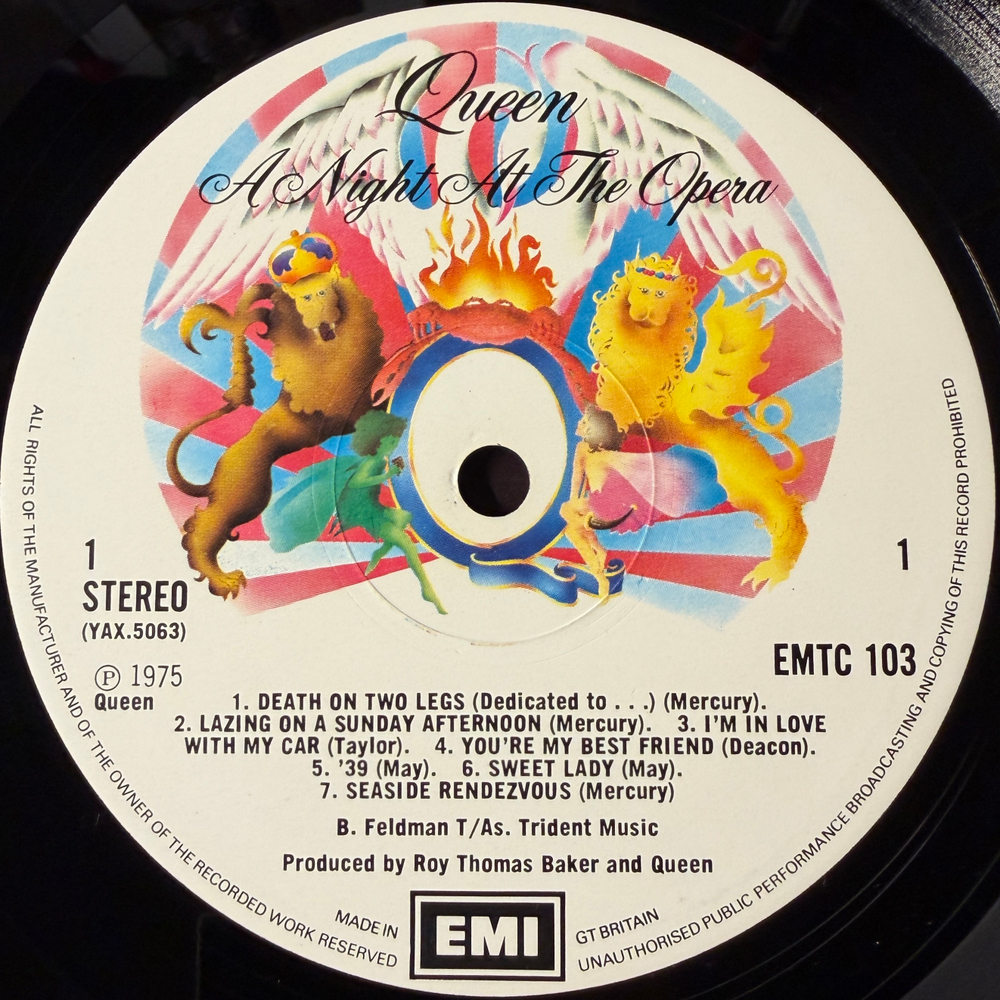 Queen
A Night At The Opera
1
STEREO
(YAX.5063)
℗ 1975
Queen
1
EMTC 103
1. DEATH ON TWO LEGS (Dedicated to . . .) (Mercury).
2. LAZING ON A SUNDAY AFTERNOON (Mercury). 3. I'M IN LOVE
WITH MY CAR (Taylor). 4. YOU'RE MY BEST FRIEND (Deacon).
5. '39 (May). 6. SWEET LADY (May).
7. SEASIDE RENDEZVOUS (Mercury)
B. Feldman T/As. Trident Music
Produced by Roy Thomas Baker and Queen
ALL RIGHTS OF THE MANUFACTURER AND OF THE OWNER OF THE RECORDED WORK RESERVED
MADE IN
EMI
GT BRITAIN
UNAUTHORISED PUBLIC PERFORMANCE BROADCASTING AND COPYING OF THIS RECORD PROHIBITED